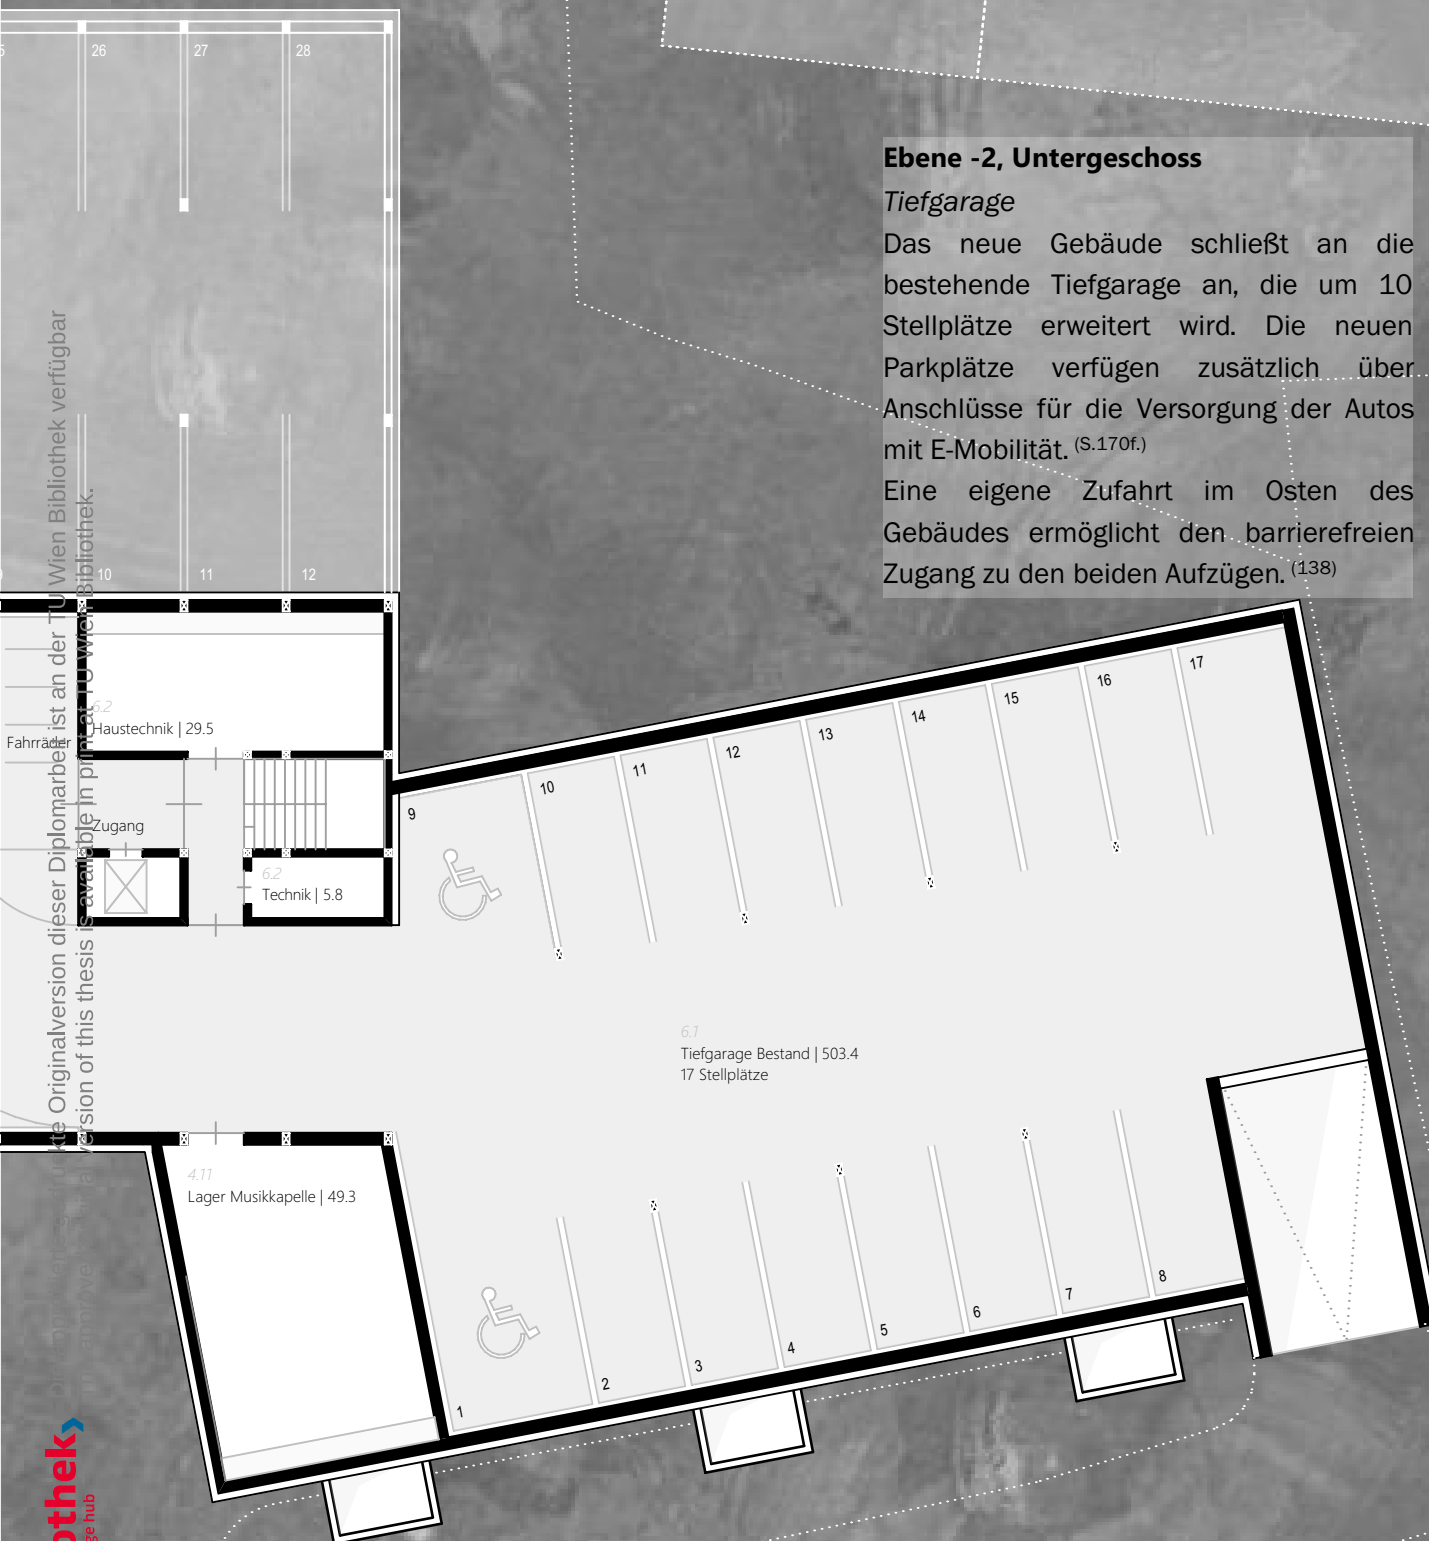 26
27
28
Ebene -2, Untergeschoss
Tiefgarage
Das neue Gebäude schließt an die
bestehende Tiefgarage an, die um 10
Stellplätze erweitert wird. Die neuen
Parkplätze verfügen zusätzlich über
Anschlüsse für die Versorgung der Autos
mit E-Mobilität. (S.170f.)
Eine eigene Zufahrt im Osten des
Gebäudes ermöglicht den barrierefreien
Zugang zu den beiden Aufzügen. (138)
10
11
12
6.2
Haustechnik | 29.5
Fahrräder
Zugang
6.2
Technik | 5.8
9
10
11
12
13
14
15
16
17
6.1
Tiefgarage Bestand | 503.4
17 Stellplätze
4.11
Lager Musikkapelle | 49.3
1
2
3
4
5
6
7
8
Originalversion dieser Diplomarbeit ist an der TU Wien Bibliothek verfügbar
version of this thesis is available in print at TU Wien Bibliothek.
othek
hub